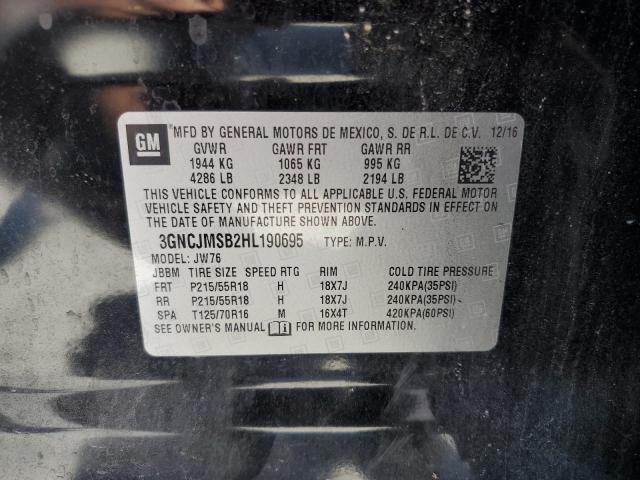 GM MFD BY GENERAL MOTORS DE MEXICO, S. DE R.L. DE C.V. 12/16
GVWR GAWR FRT GAWR RR
1944 KG 1065 KG 995 KG
4286 LB 2348 LB 2194 LB
THIS VEHICLE CONFORMS TO ALL APPLICABLE U.S. FEDERAL MOTOR
VEHICLE SAFETY AND THEFT PREVENTION STANDARDS IN EFFECT ON
THE DATE OF MANUFACTURE SHOWN ABOVE.
3GNCJMSB2HL190695 TYPE: M.P.V.
MODEL: JW76
JBBM TIRE SIZE SPEED RTG RIM COLD TIRE PRESSURE
FRT P215/55R18 H 18X7J 240KPA(35PSI)
RR P215/55R18 H 18X7J 240KPA(35PSI)
SPA T125/70R16 M 16X4T 420KPA(60PSI)
SEE OWNER'S MANUAL FOR MORE INFORMATION.